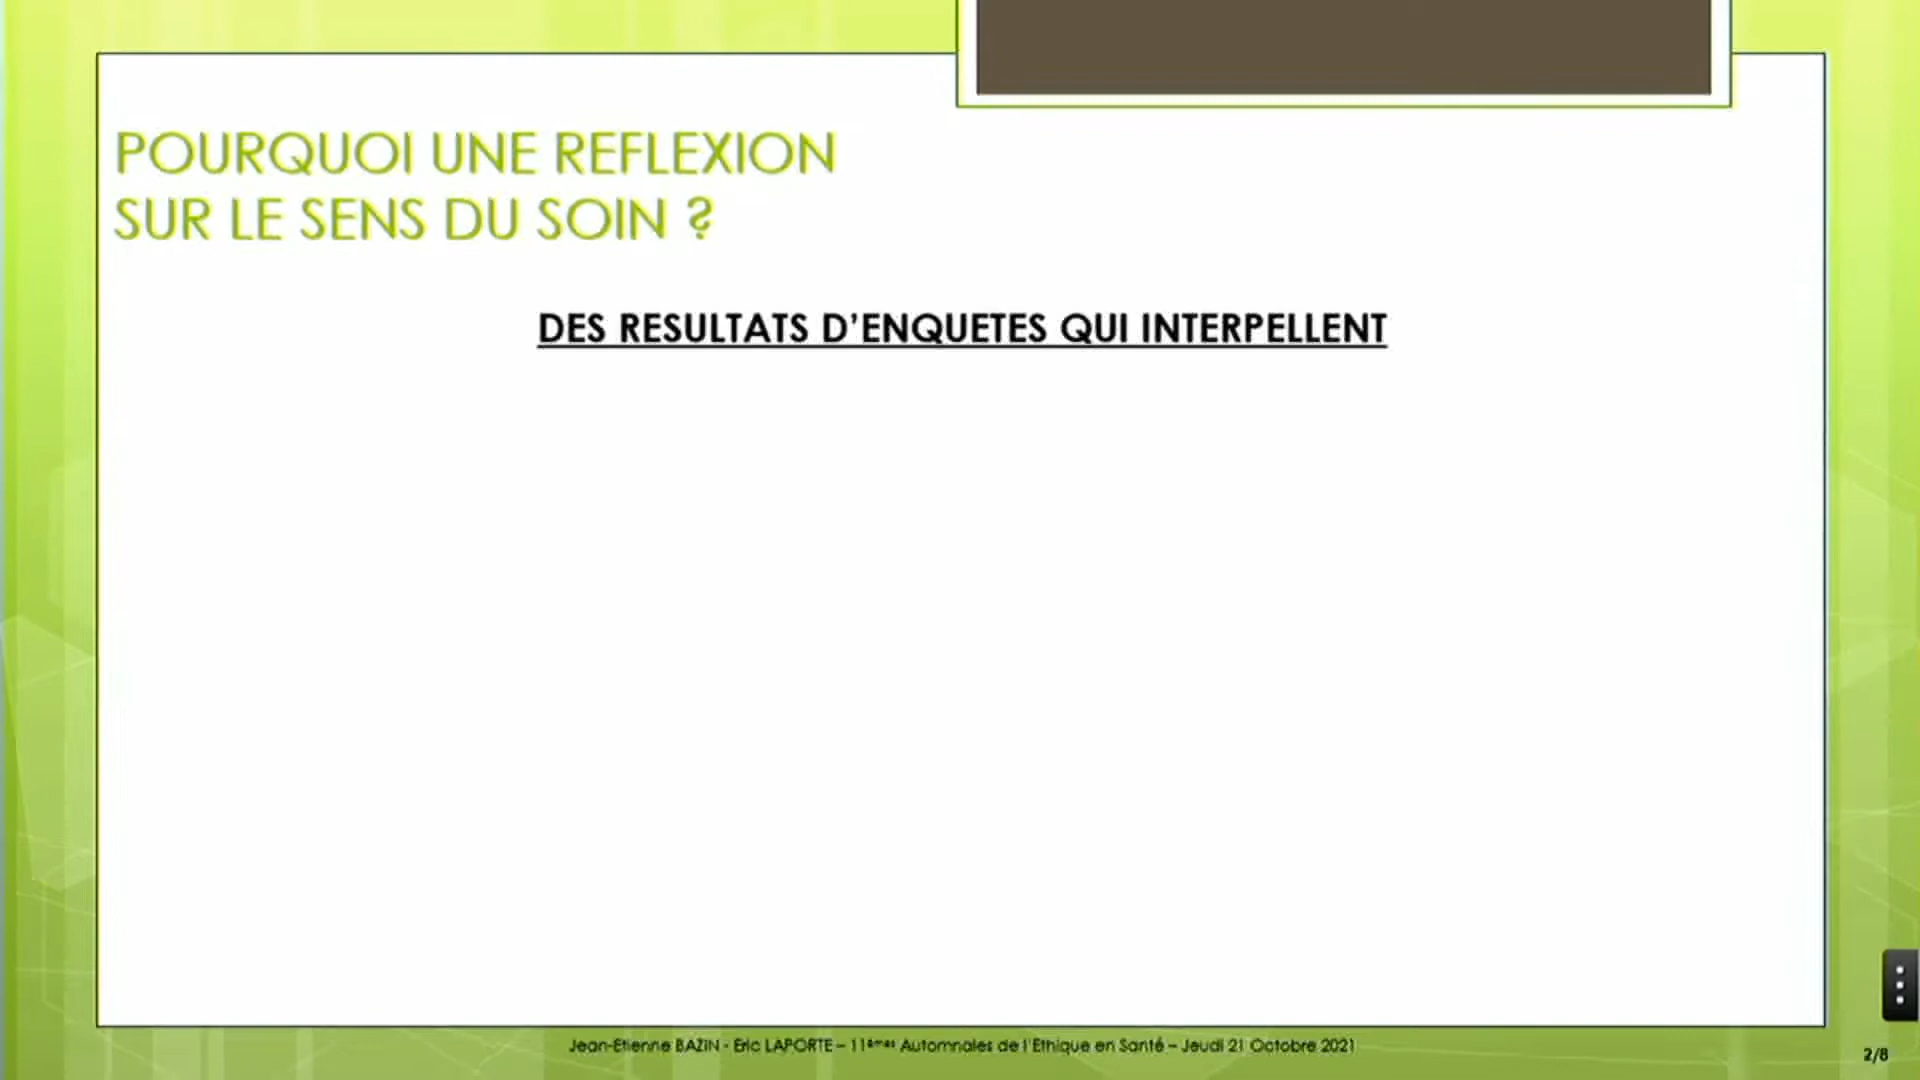 POURQUOI UNE REFLEXION
SUR LE SENS DU SOIN ?
DES RESULTATS D’ENQUETES QUI INTERPELLENT
Jean-Etienne BAZIN - Eric LAPORTE – 11èmes Automnales de l’Ethique en Santé – Jeudi 21 Octobre 2021
2/8